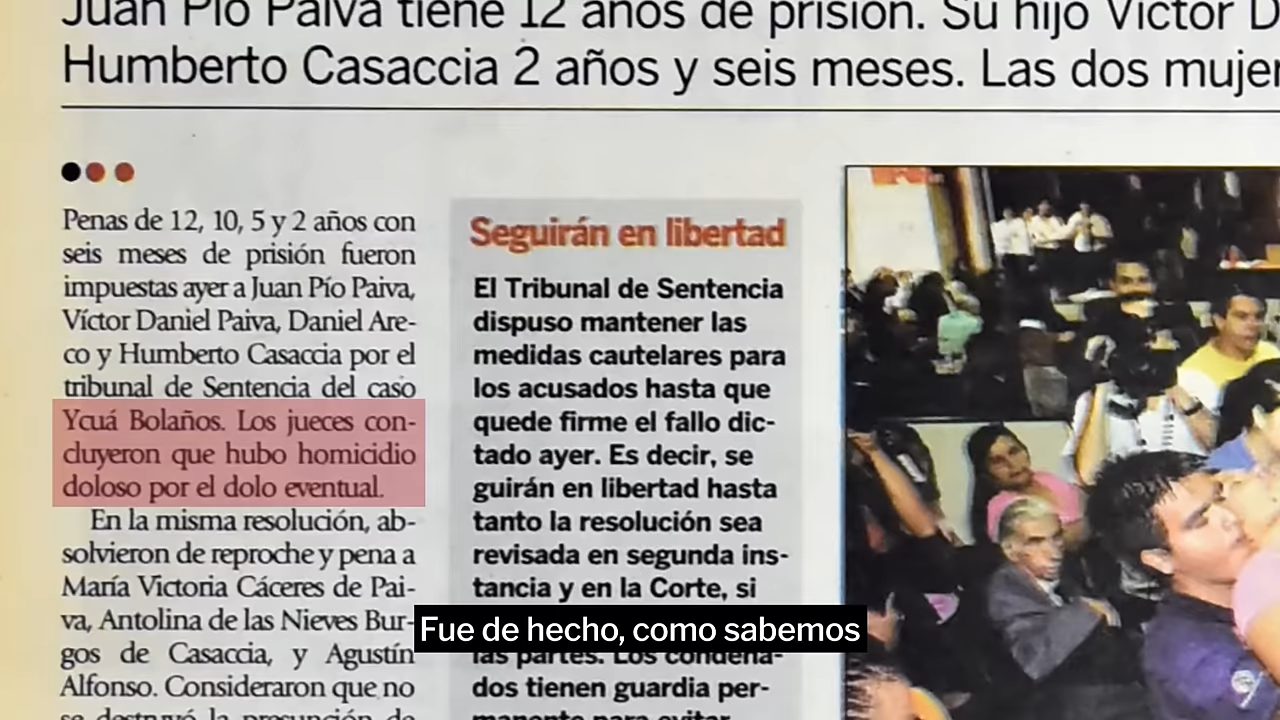 Juan Pío Paiva tiene 12 años de prisión. Su hijo Víctor D
Humberto Casaccia 2 años y seis meses. Las dos mujer
Penas de 12, 10, 5 y 2 años con
seis meses de prisión fueron
impuestas ayer a Juan Pío Paiva,
Víctor Daniel Paiva, Daniel Are-
co y Humberto Casaccia por el
tribunal de Sentencia del caso
Ycuá Bolaños. Los jueces con-
cluyeron que hubo homicidio
doloso por el dolo eventual.
En la misma resolución, ab-
solvieron de reproche y pena a
María Victoria Cáceres de Pai-
va, Antolina de las Nieves Bur-
gos de Casaccia, y Agustín
Alfonso. Consideraron que no
se destruyó la presunción de
Seguirán en libertad
El Tribunal de Sentencia
dispuso mantener las
medidas cautelares para
los acusados hasta que
quede firme el fallo dic-
tado ayer. Es decir, se
guirán en libertad hasta
tanto la resolución sea
revisada en segunda ins-
tancia y en la Corte, si
las partes. Los condena-
dos tienen guardia per-
manente para evitar
Fue de hecho, como sabemos